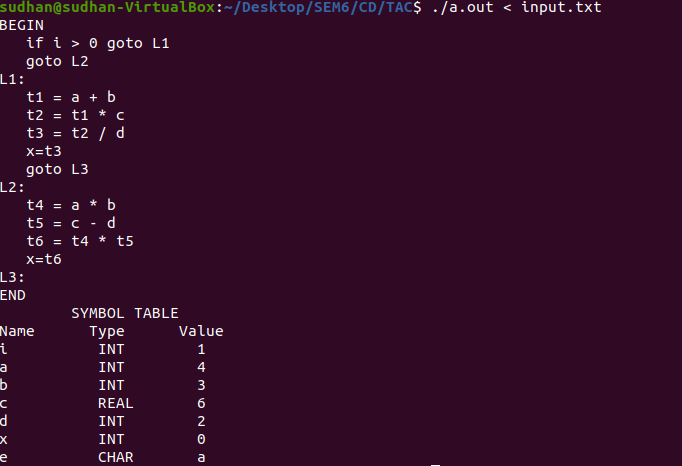 sudhan@sudhan-VirtualBox:~/Desktop/SEM6/CD/TAC$ ./a.out < input.txt
BEGIN
if i > 0 goto L1
goto L2
L1:
t1 = a + b
t2 = t1 * c
t3 = t2 / d
x=t3
goto L3
L2:
t4 = a * b
t5 = c - d
t6 = t4 * t5
x=t6
L3:
END
SYMBOL TABLE
Name Type Value
i INT 1
a INT 4
b INT 3
c REAL 6
d INT 2
x INT 0
e CHAR a